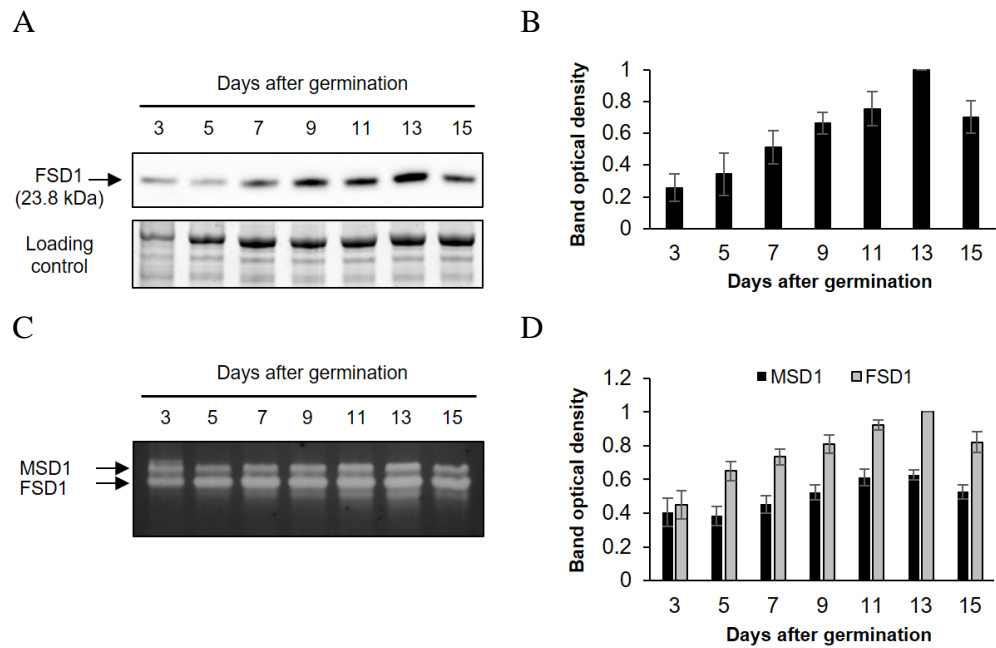 A
Days after germination
3 5 7 9 11 13 15
FSD1
(23.8 kDa)
Loading
control
B
Band optical density
1
0.8
0.6
0.4
0.2
0
3 5 7 9 11 13 15
Days after germination
C
Days after germination
3 5 7 9 11 13 15
MSD1
FSD1
D
Band optical density
MSD1 FSD1
1.2
1
0.8
0.6
0.4
0.2
0
3 5 7 9 11 13 15
Days after germination